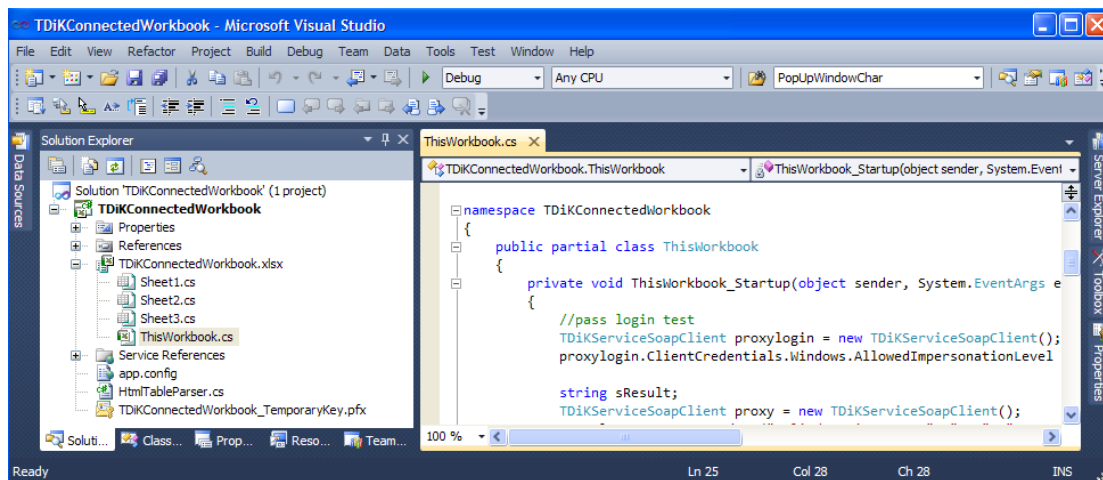 TDiKConnectedWorkbook - Microsoft Visual Studio
File Edit View Refactor Project Build Debug Team Data Tools Test Window Help
Debug Any CPU PopUpWindowChar
Solution Explorer
ThisWorkbook.cs
Data Sources
TDiKConnectedWorkbook.ThisWorkbook
ThisWorkbook_Startup(object sender, System.Event
Solution 'TDiKConnectedWorkbook' (1 project)
TDiKConnectedWorkbook
Properties
References
TDiKConnectedWorkbook.xlsx
Sheet1.cs
Sheet2.cs
Sheet3.cs
ThisWorkbook.cs
Service References
app.config
HtmlTableParser.cs
TDiKConnectedWorkbook_TemporaryKey.pfx
Soluti... Class... Prop... Reso... Team...
namespace TDiKConnectedWorkbook
{
public partial class ThisWorkbook
{
private void ThisWorkbook_Startup(object sender, System.EventArgs e
{
//pass login test
TDiKServiceSoapClient proxylogin = new TDiKServiceSoapClient();
proxylogin.ClientCredentials.Windows.AllowedImpersonationLevel
string sResult;
TDiKServiceSoapClient proxy = new TDiKServiceSoapClient();
100 %
Server Explorer
Toolbox
Properties
Ready Ln 25 Col 28 Ch 28 INS